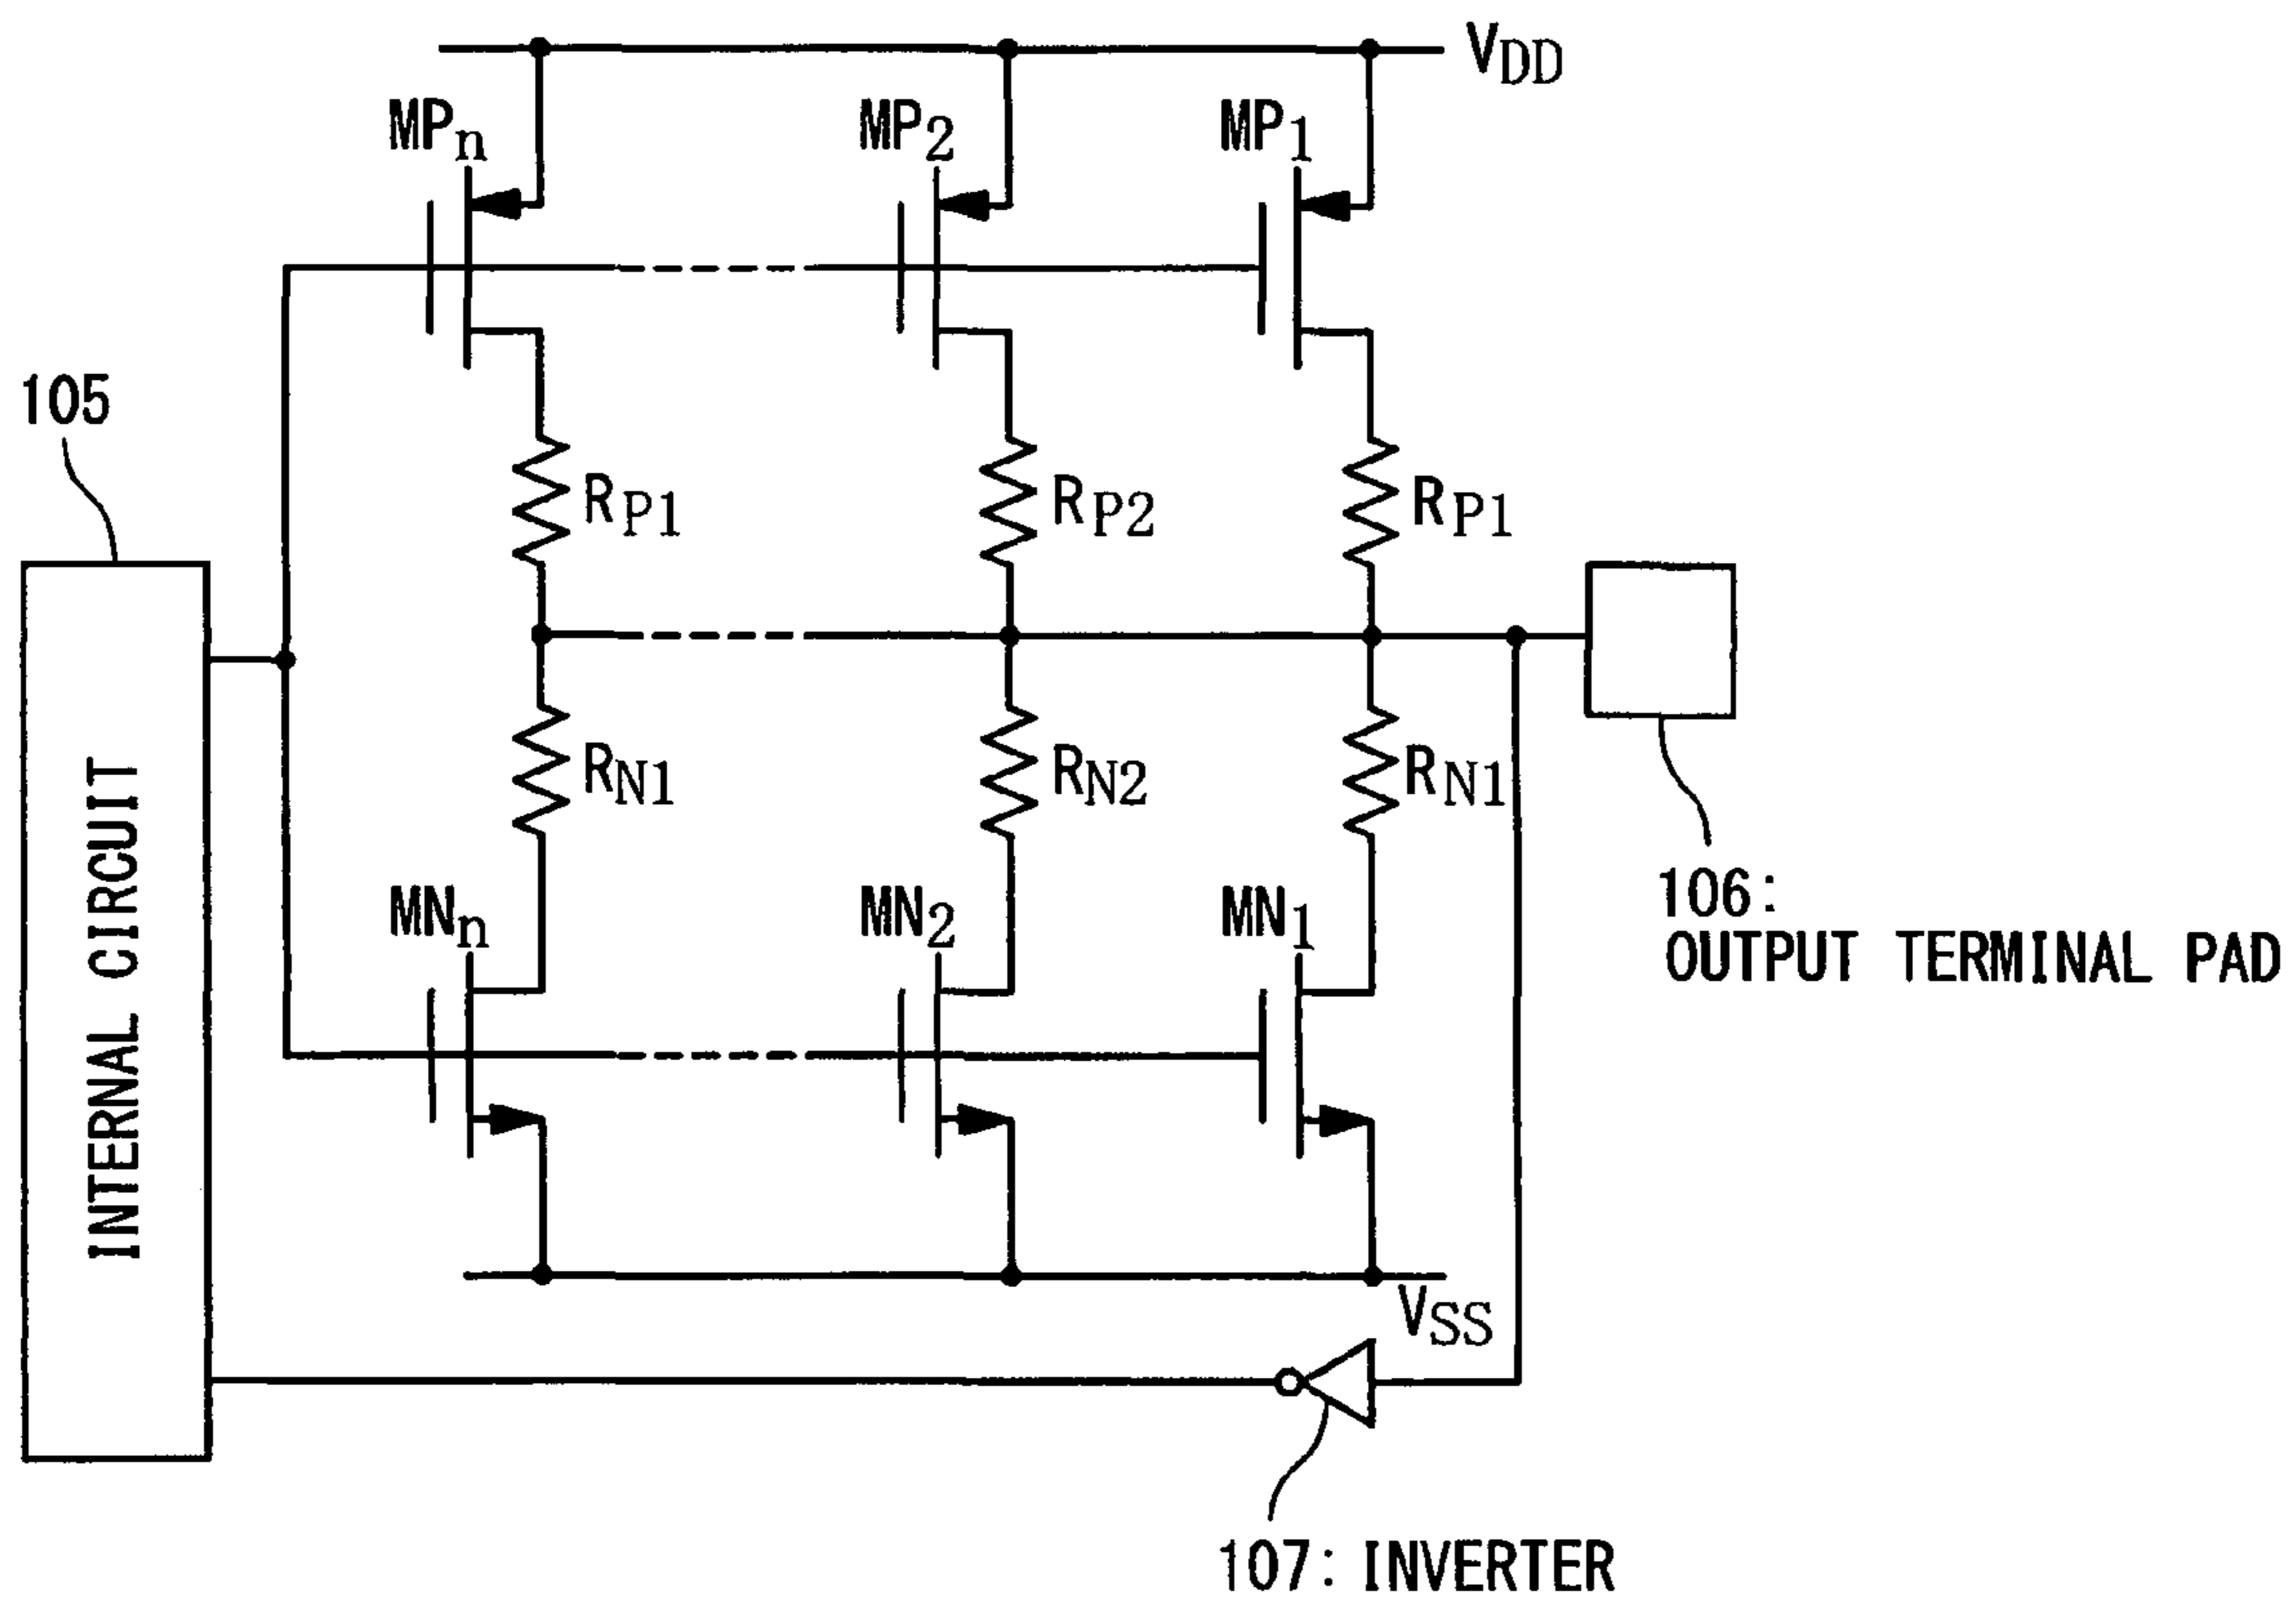 VDD
MPn
MP2
MP1
105
RP1
RP2
RP1
INTERNAL CIRCUIT
RN1
RN2
RN1
106:
OUTPUT TERMINAL PAD
MNn
MN2
MN1
VSS
107: INVERTER